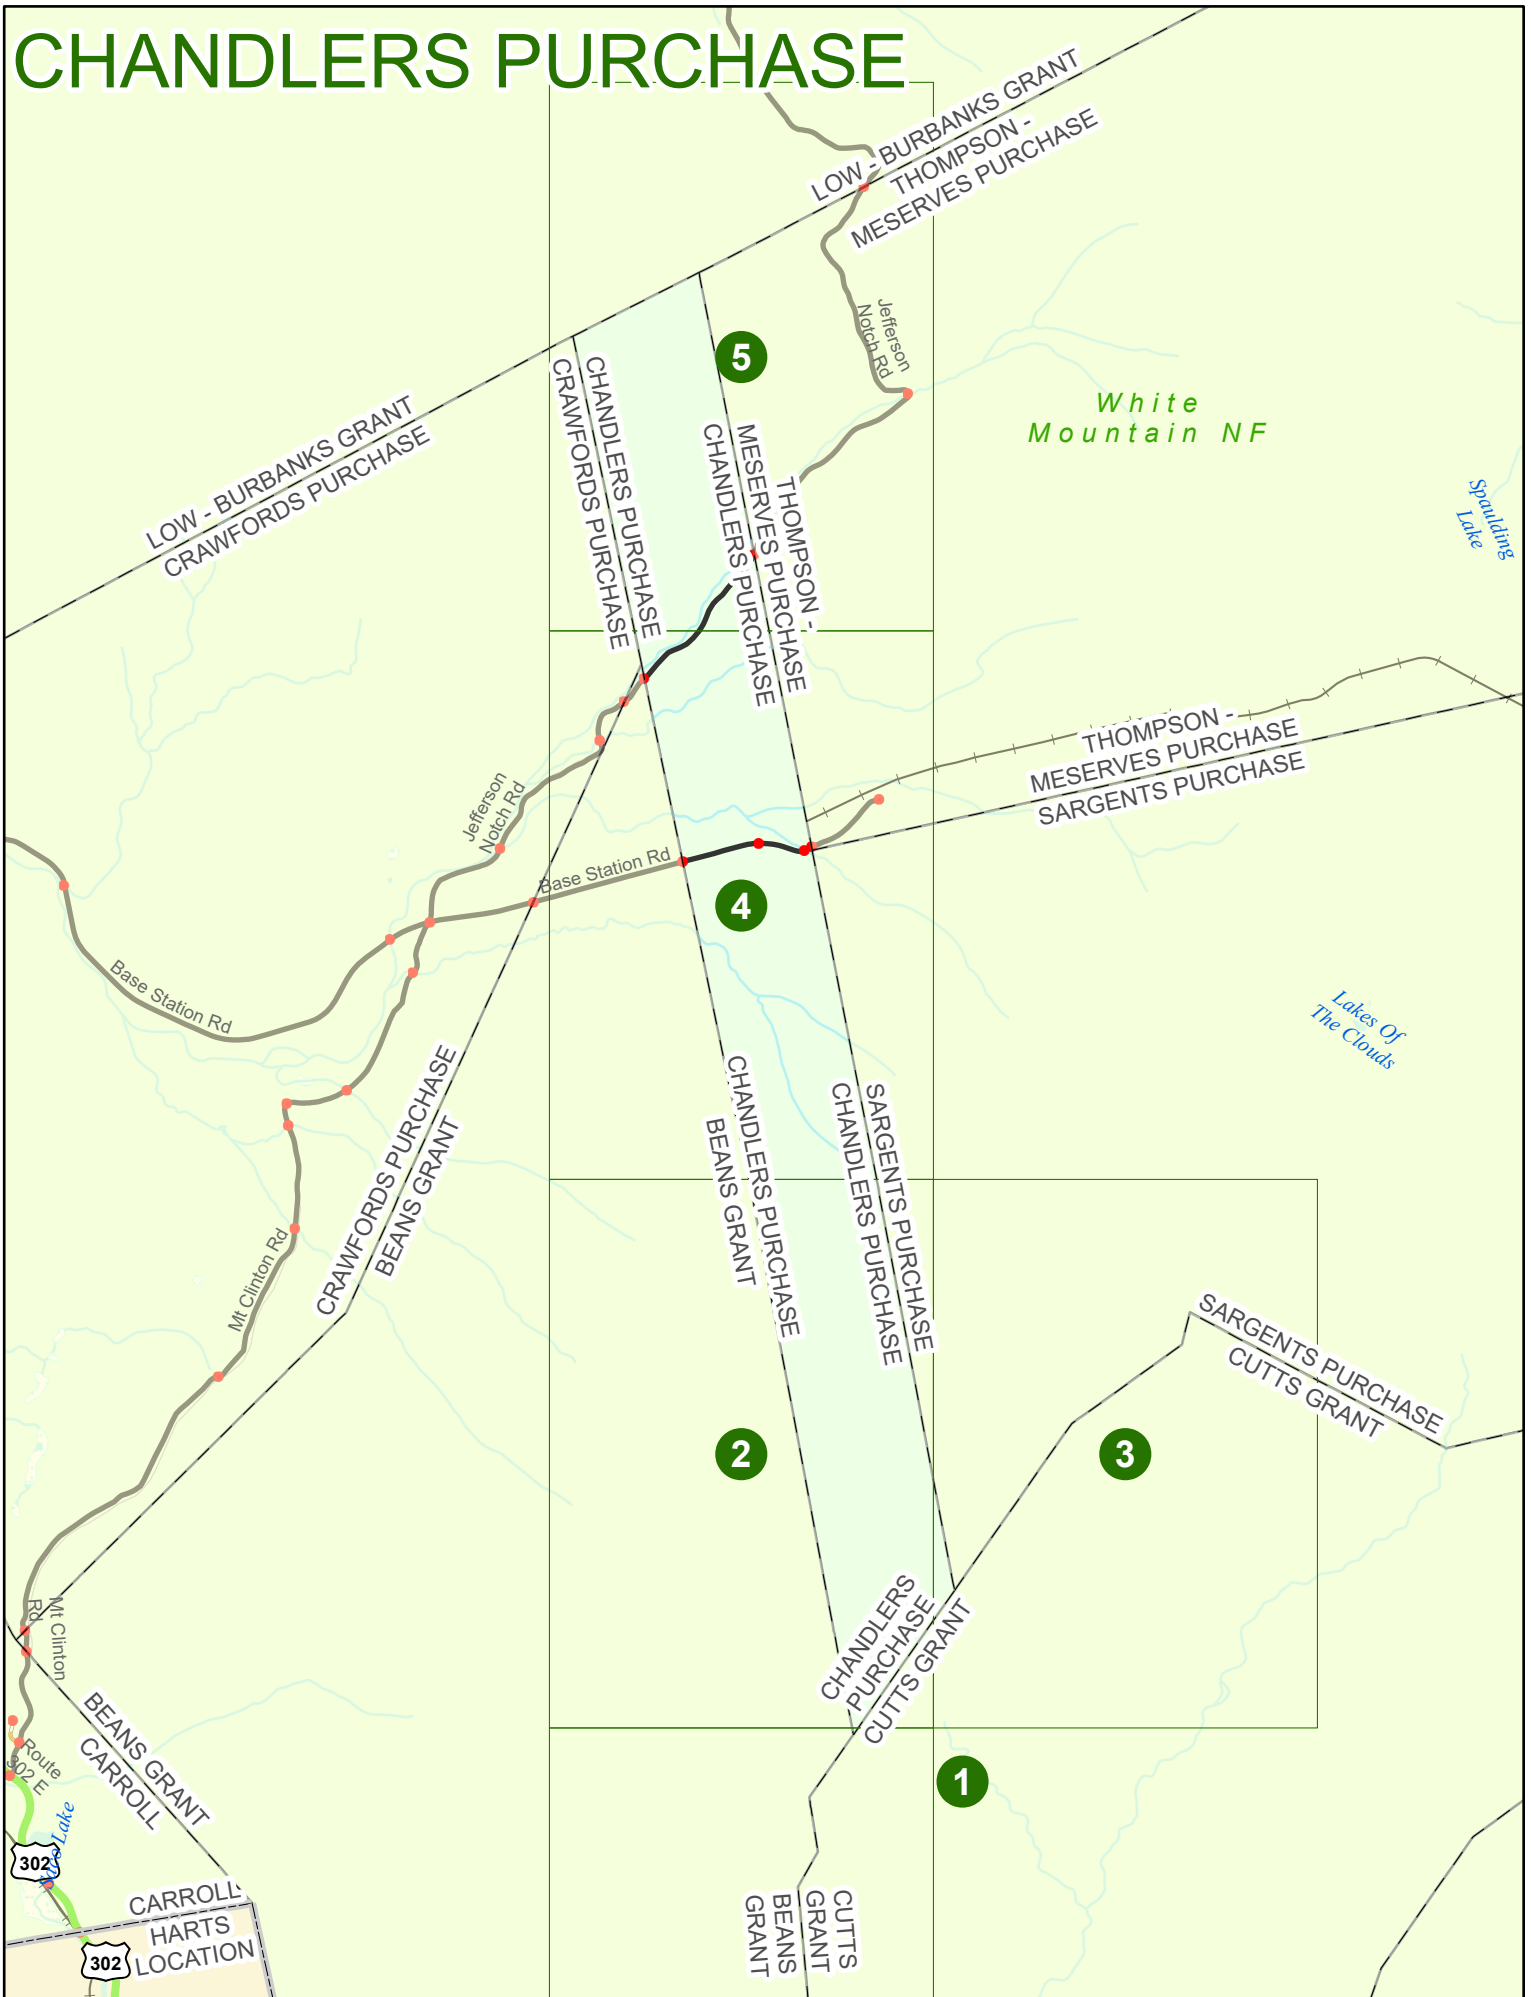 CHANDLERS PURCHASE
LOW - BURBANKS GRANT
THOMPSON -
MESERVES PURCHASE
Jefferson
Notch Rd
5
White
Mountain NF
CHANDLERS PURCHASE
CRAWFORDS PURCHASE
LOW - BURBANKS GRANT
CRAWFORDS PURCHASE
THOMPSON -
MESERVES PURCHASE
CHANDLERS PURCHASE
Spaulding
Lake
THOMPSON -
MESERVES PURCHASE
SARGENTS PURCHASE
Jefferson
Notch Rd
Base Station Rd
4
Base Station Rd
Lakes Of
The Clouds
CRAWFORDS PURCHASE
BEANS GRANT
CHANDLERS PURCHASE
BEANS GRANT
SARGENTS PURCHASE
CHANDLERS PURCHASE
Mt Clinton Rd
SARGENTS PURCHASE
CUTTS GRANT
2
3
Mt Clinton
Rd
CHANDLERS
PURCHASE
CUTTS GRANT
BEANS GRANT
CARROLL
Route
302 E
1
Saco Lake
302
CARROLL
HARTS
LOCATION
302
CUTTS
GRANT
BEANS
GRANT